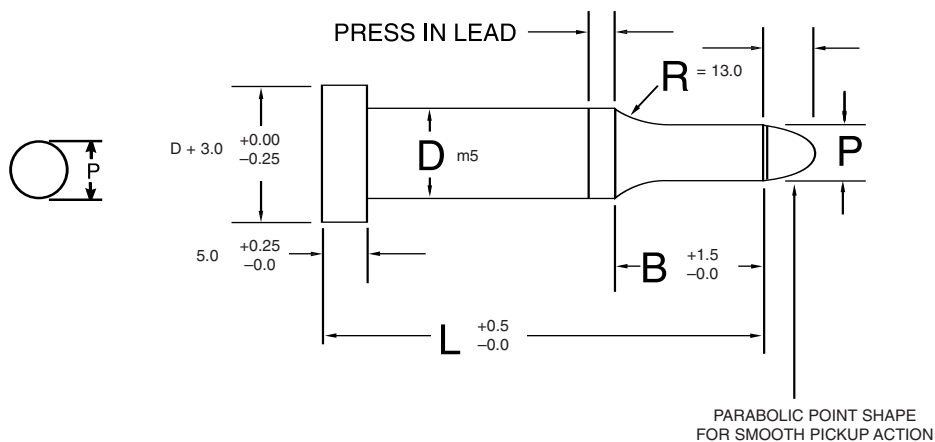 PRESS IN LEAD
R = 13.0
D + 3.0 +0.00
−0.25
P
D m5
P
5.0 +0.25
−0.0
B +1.5
−0.0
L +0.5
−0.0
PARABOLIC POINT SHAPE
FOR SMOOTH PICKUP ACTION